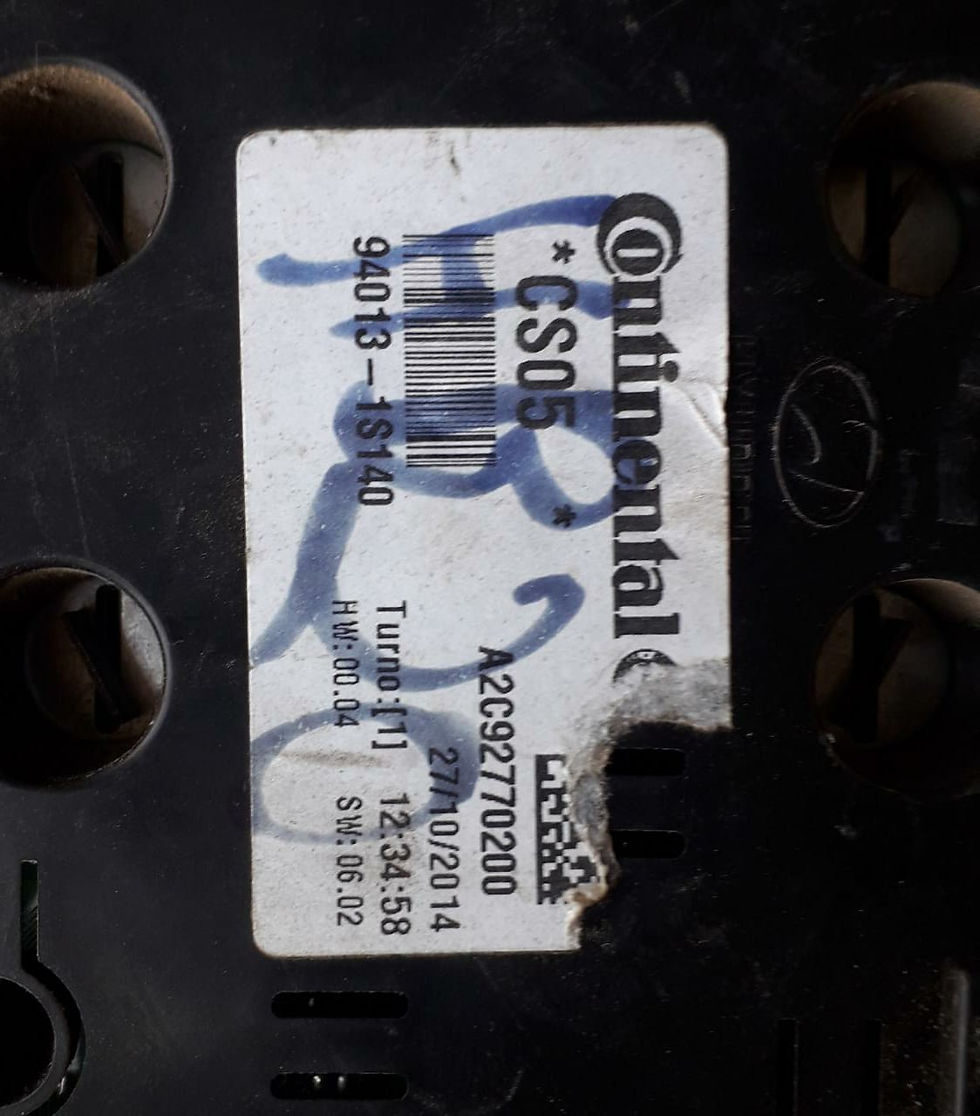 Continental
*CS05*
A2C92770200
27/10/2014
94013-1S140
Turno:[1] 12:34:58
HW:00.04 SW:06.02